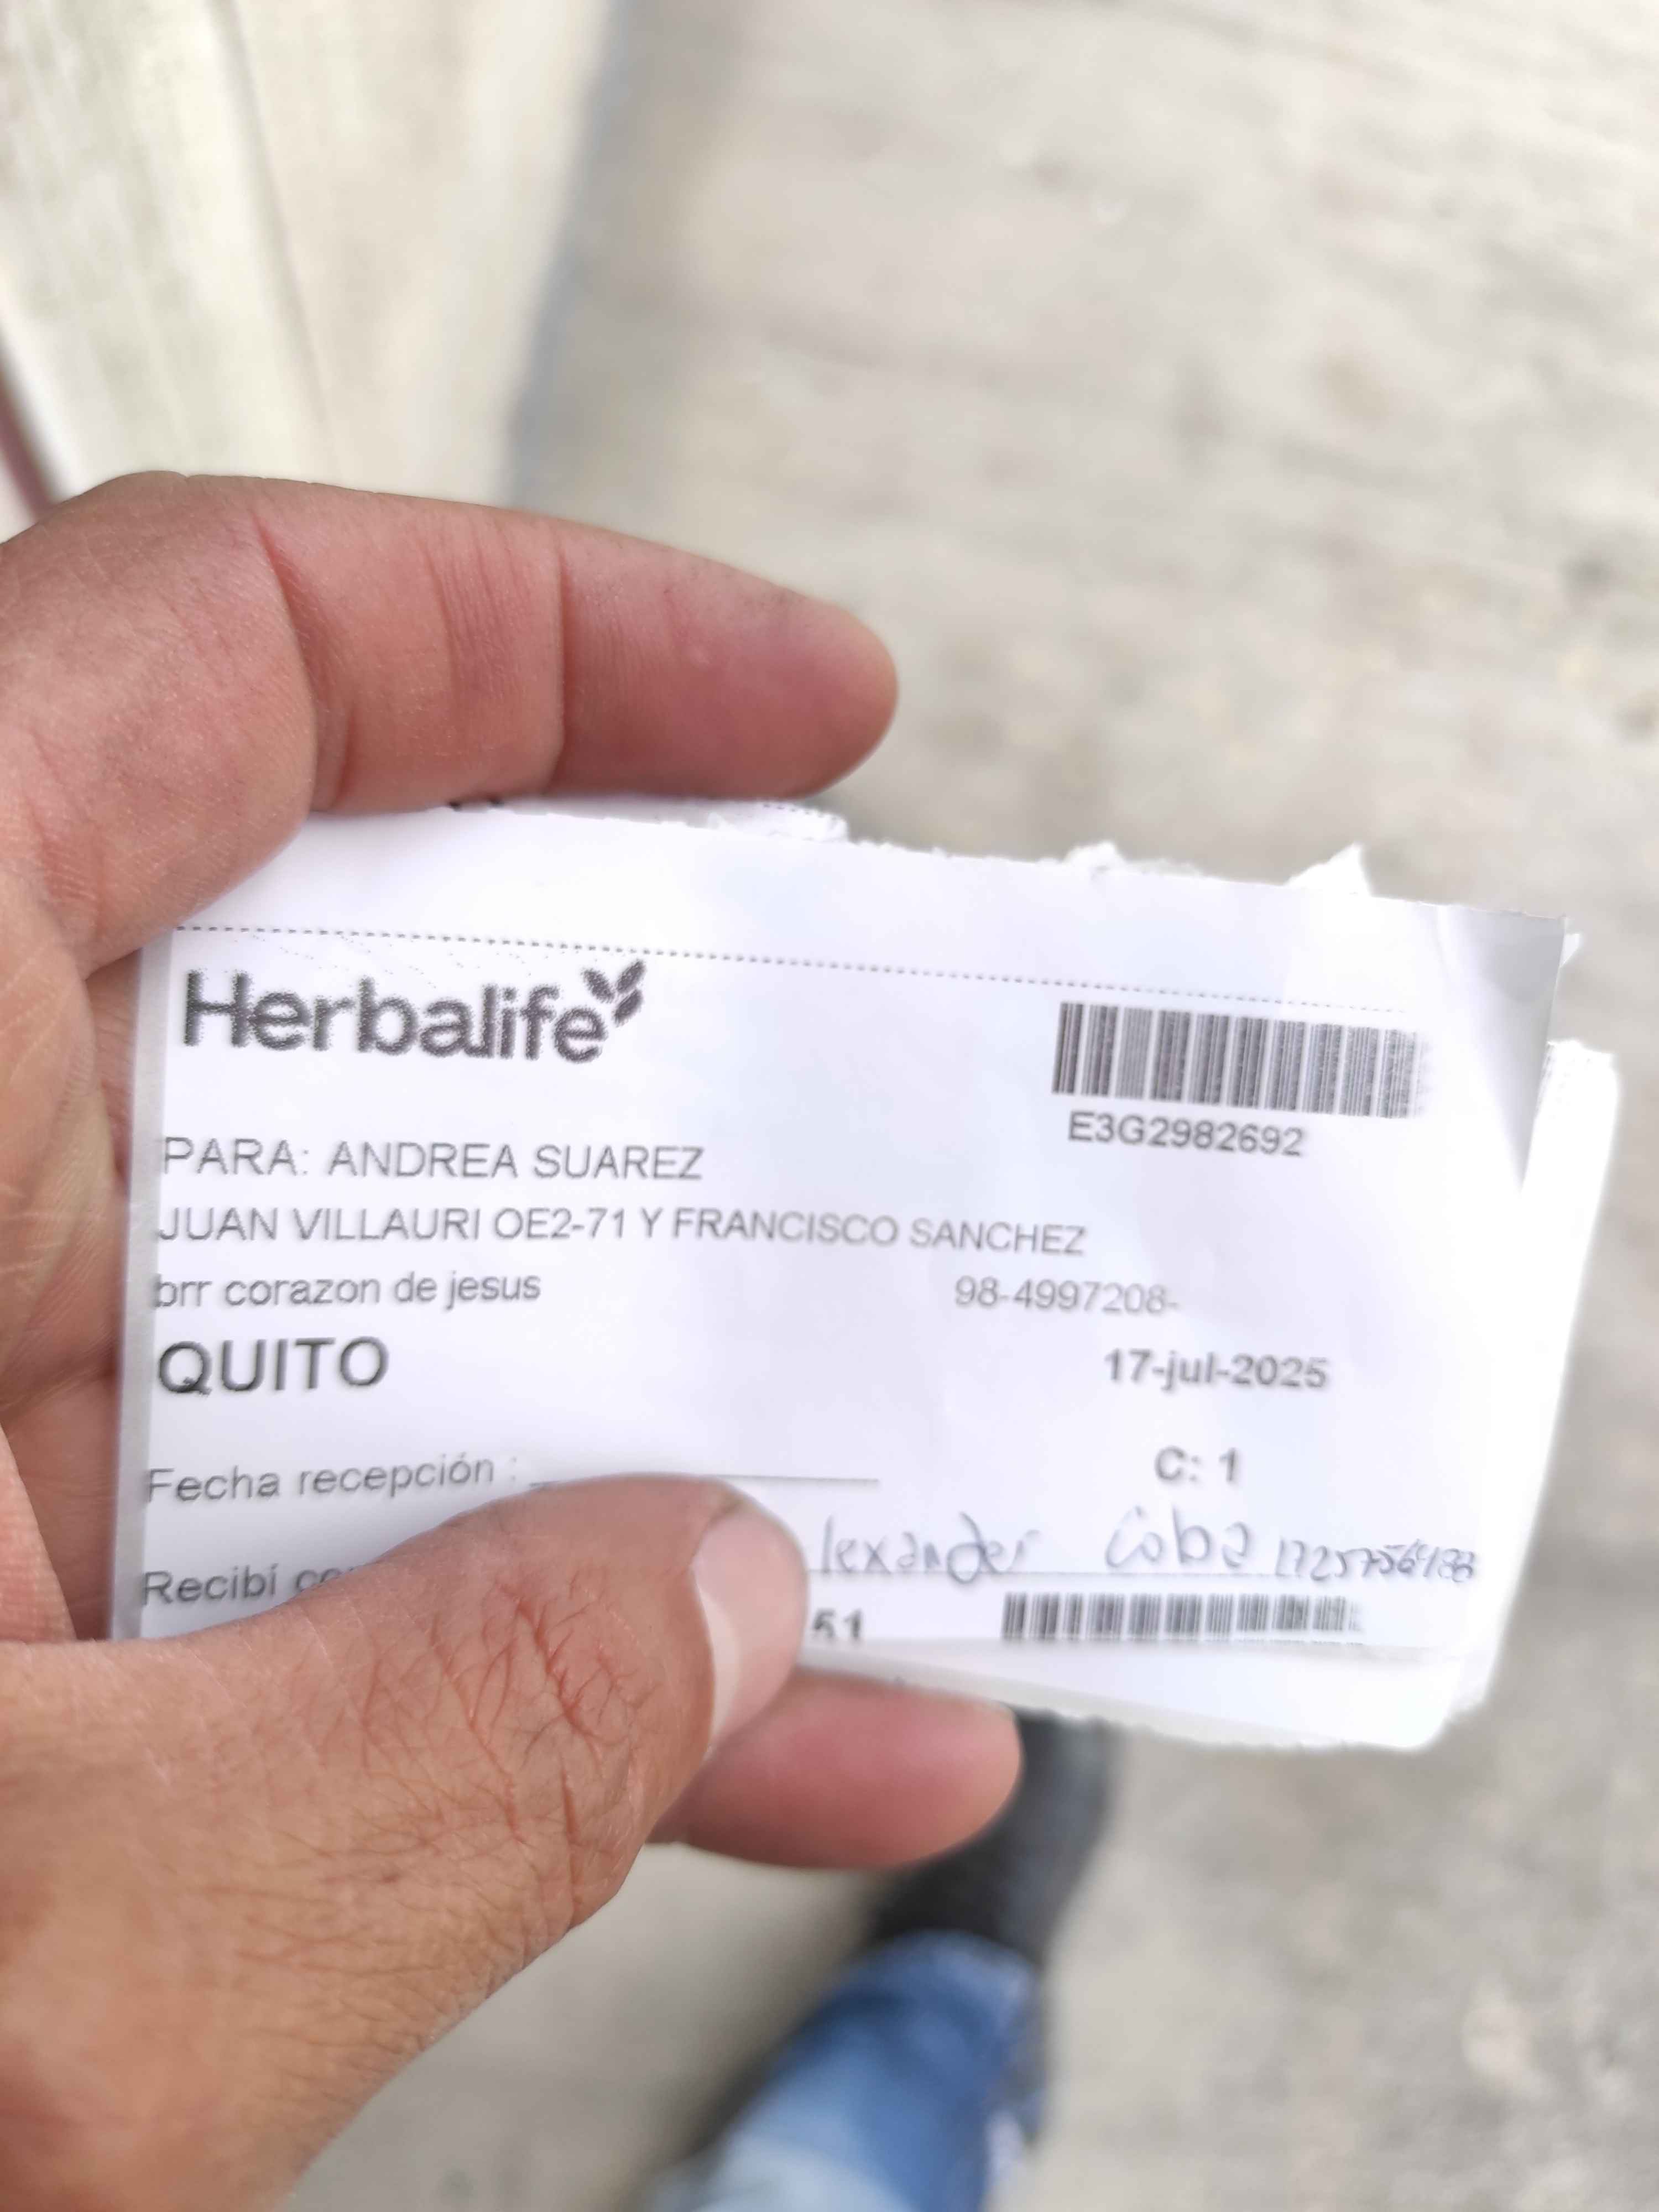 Herbalife
E3G2982692
PARA: ANDREA SUAREZ
JUAN VILLAURI OE2-71 Y FRANCISCO SANCHEZ
brr corazon de jesus 98-4997208-
QUITO 17-jul-2025
C: 1
Fecha recepción :
Recibí lexander Coba
51